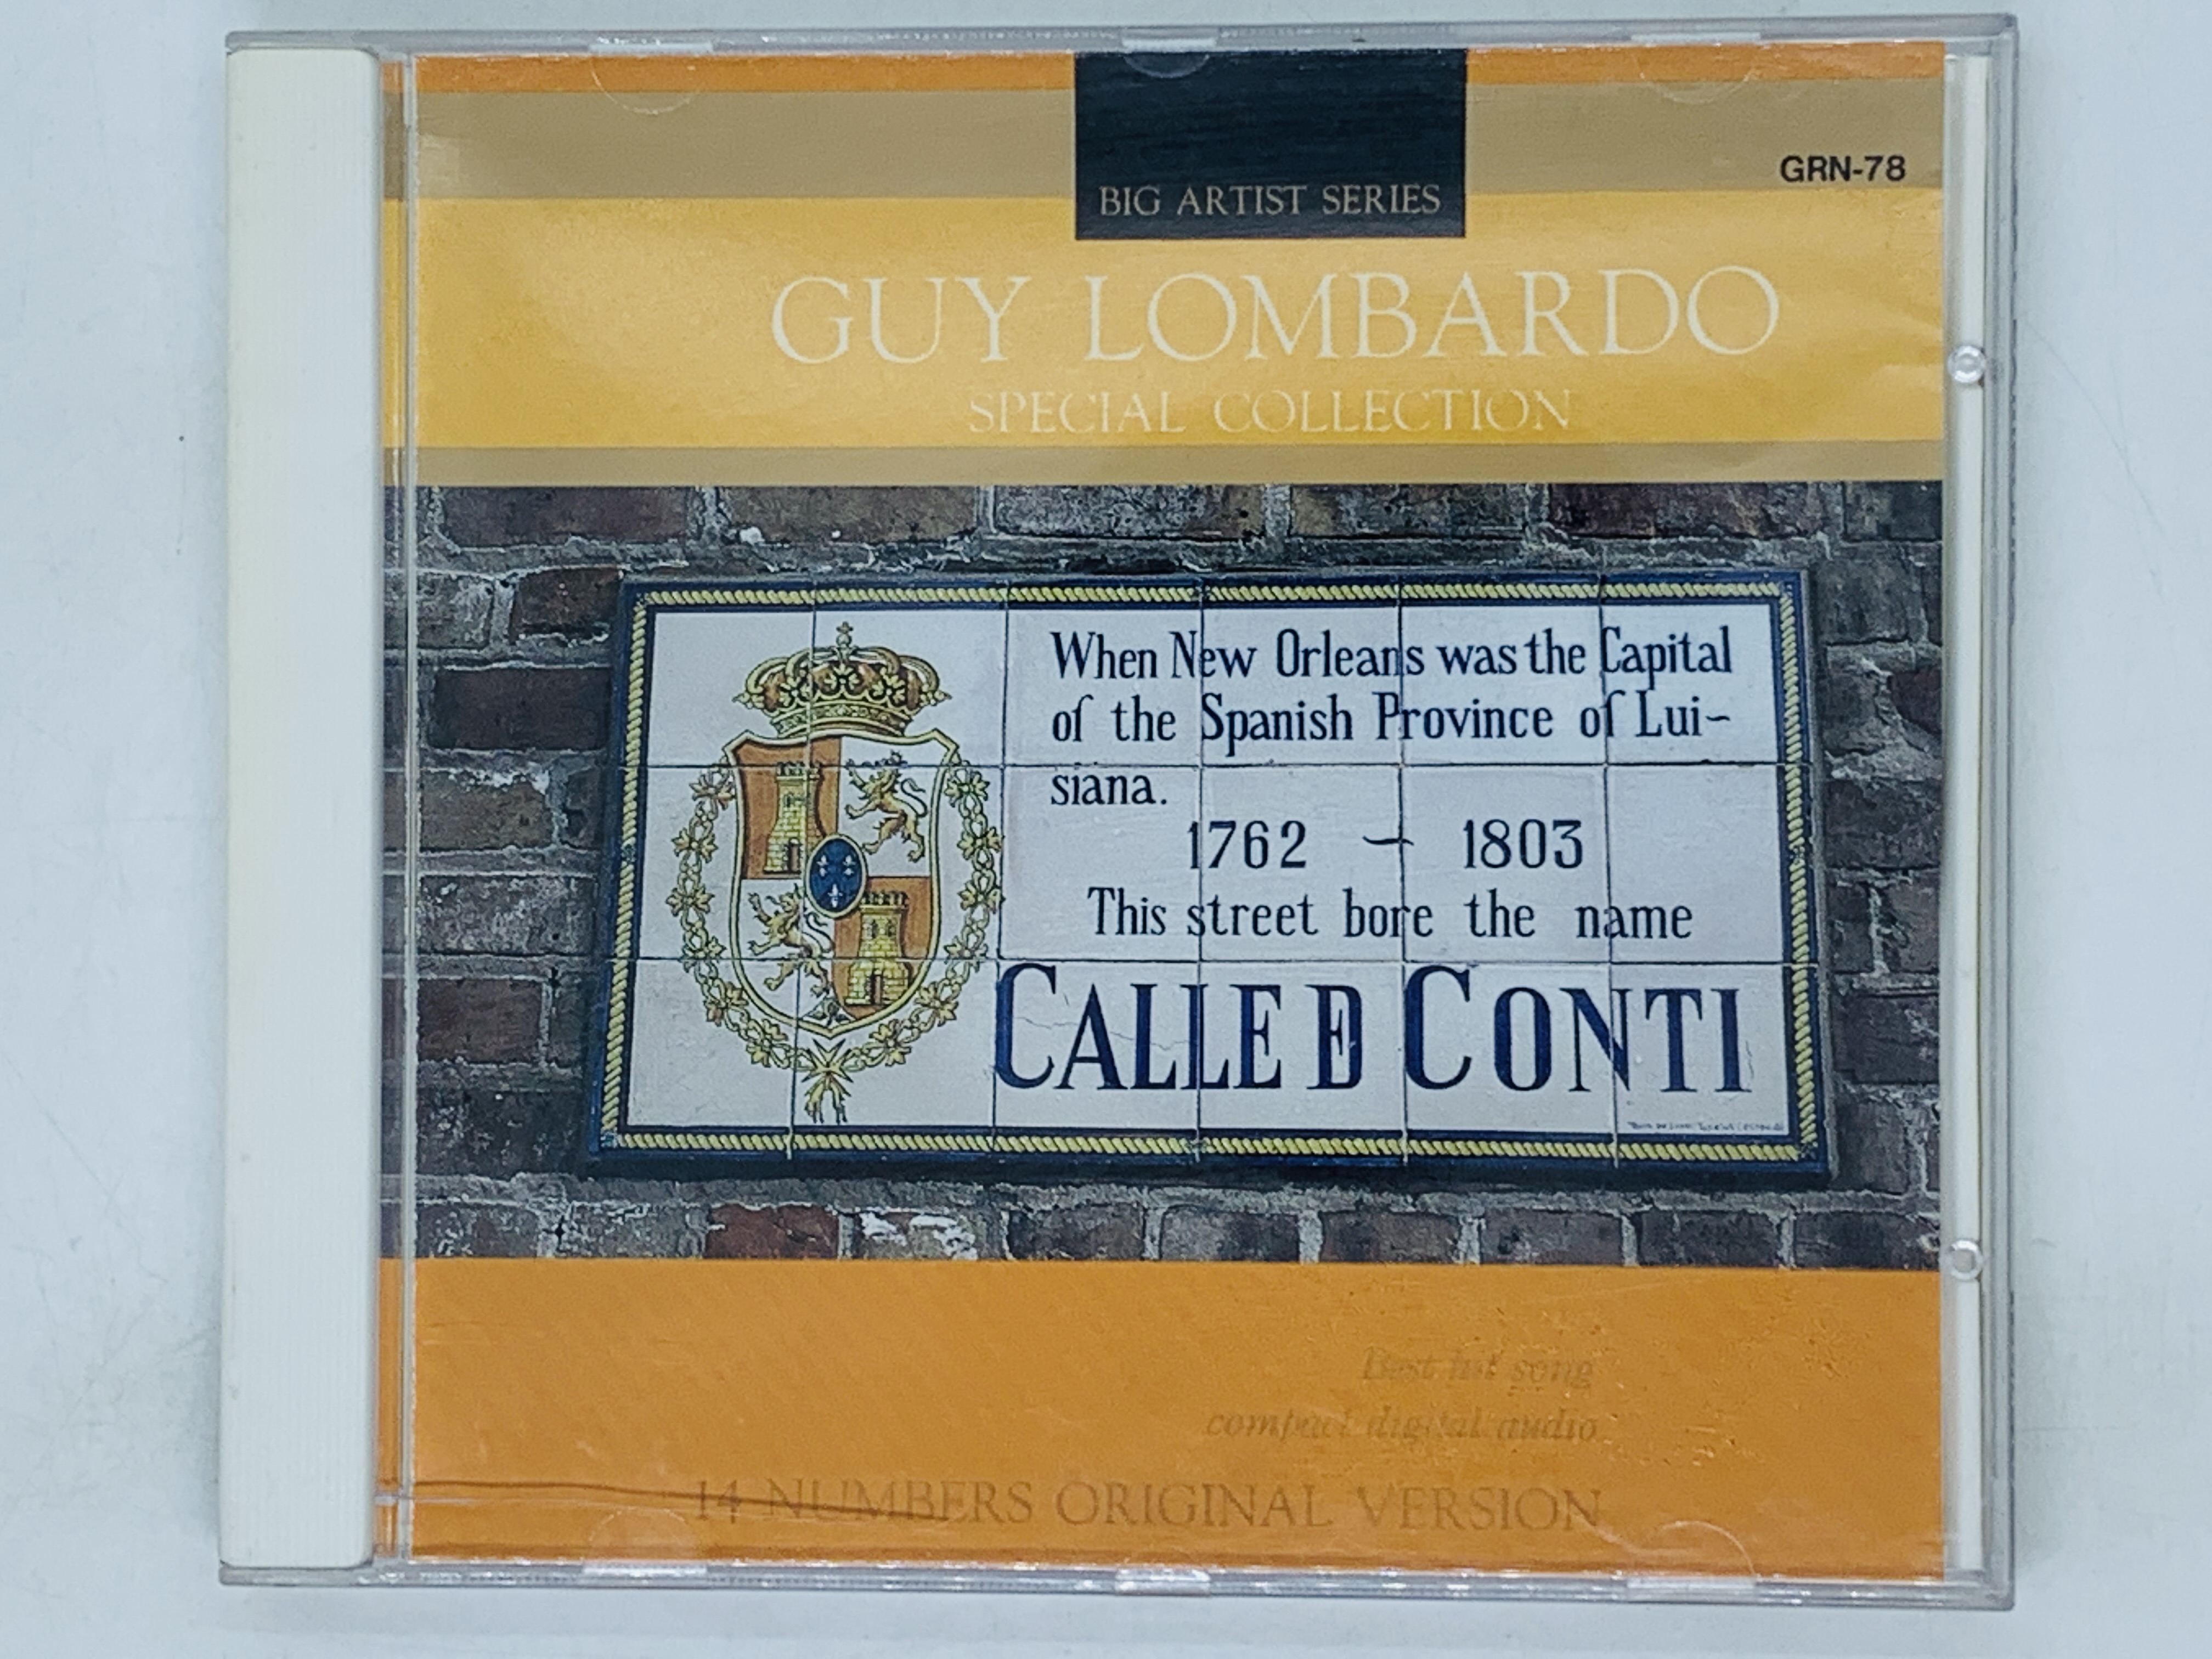 BIG ARTIST SERIES
GRN-78
GUY LOMBARDO
SPECIAL COLLECTION
When New Orleans was the Capital
of the Spanish Province of Lui~
siana.
1762 – 1803
This street bore the name
CALLE D CONTI
Best hit song
compact digital audio
14 NUMBERS ORIGINAL VERSION